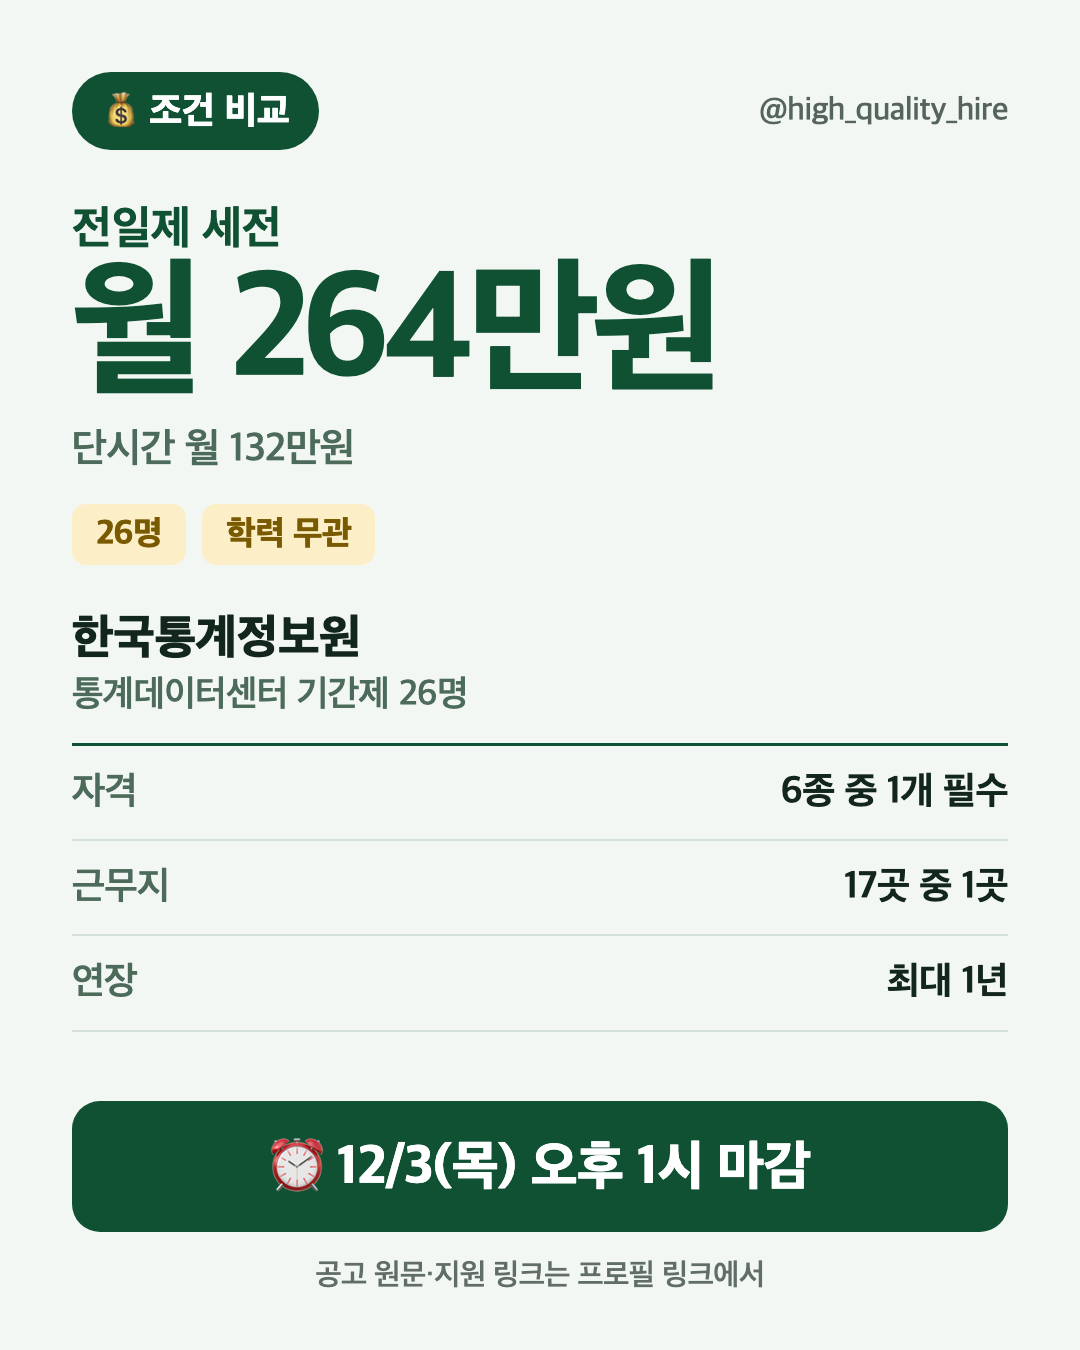 💰 조건 비교
@high_quality_hire
전일제 세전
월 264만원
단시간 월 132만원
26명 학력 무관
한국통계정보원
통계데이터센터 기간제 26명
자격 6종 중 1개 필수
근무지 17곳 중 1곳
연장 최대 1년
⏰ 12/3(목) 오후 1시 마감
공고 원문·지원 링크는 프로필 링크에서